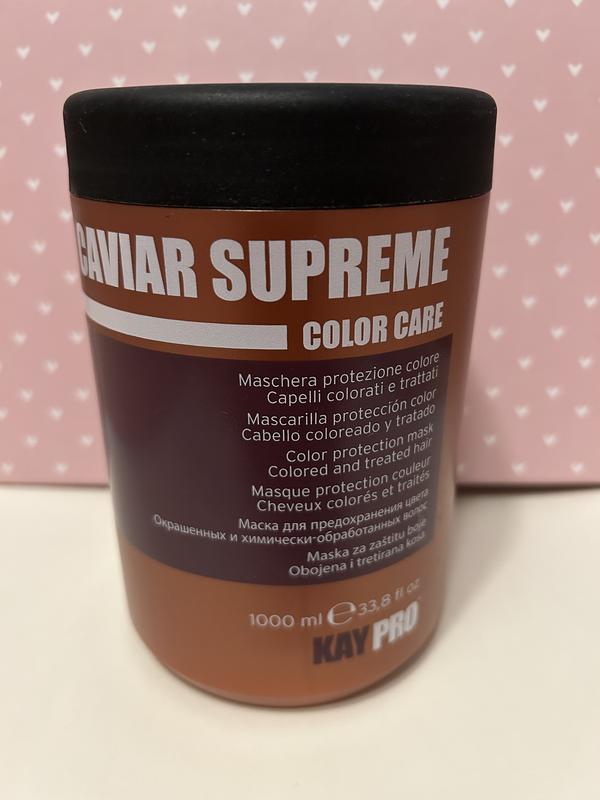 CAVIAR SUPREME
COLOR CARE
Maschera protezione colore
Capelli colorati e trattati
Mascarilla protección color
Cabello coloreado y tratado
Color protection mask
Colored and treated hair
Masque protection couleur
Cheveux colorés et traités
Маска для предохранения цвета
Окрашенных и химически-обработанных волос
Maska za zaštitu boje
Obojena i tretirana kosa
1000 ml ℮ 33,8 fl. oz
KAYPRO